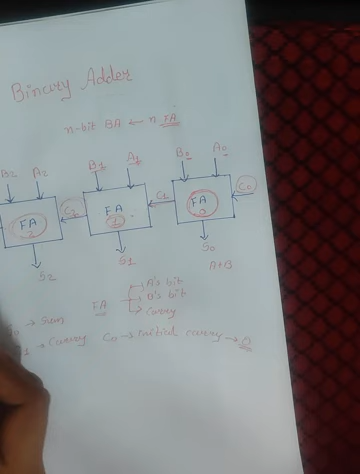 Binary Adder
n-bit BA ← n FA
B2 A2 B1 A1 B0 A0
FA 2 C2 FA 1 C1 FA 0 C0
S2 S1 S0
A+B
→ A's bit
FA → B's bit
→ carry
→ Sum
1 → Carry C0 → initial carry → 0